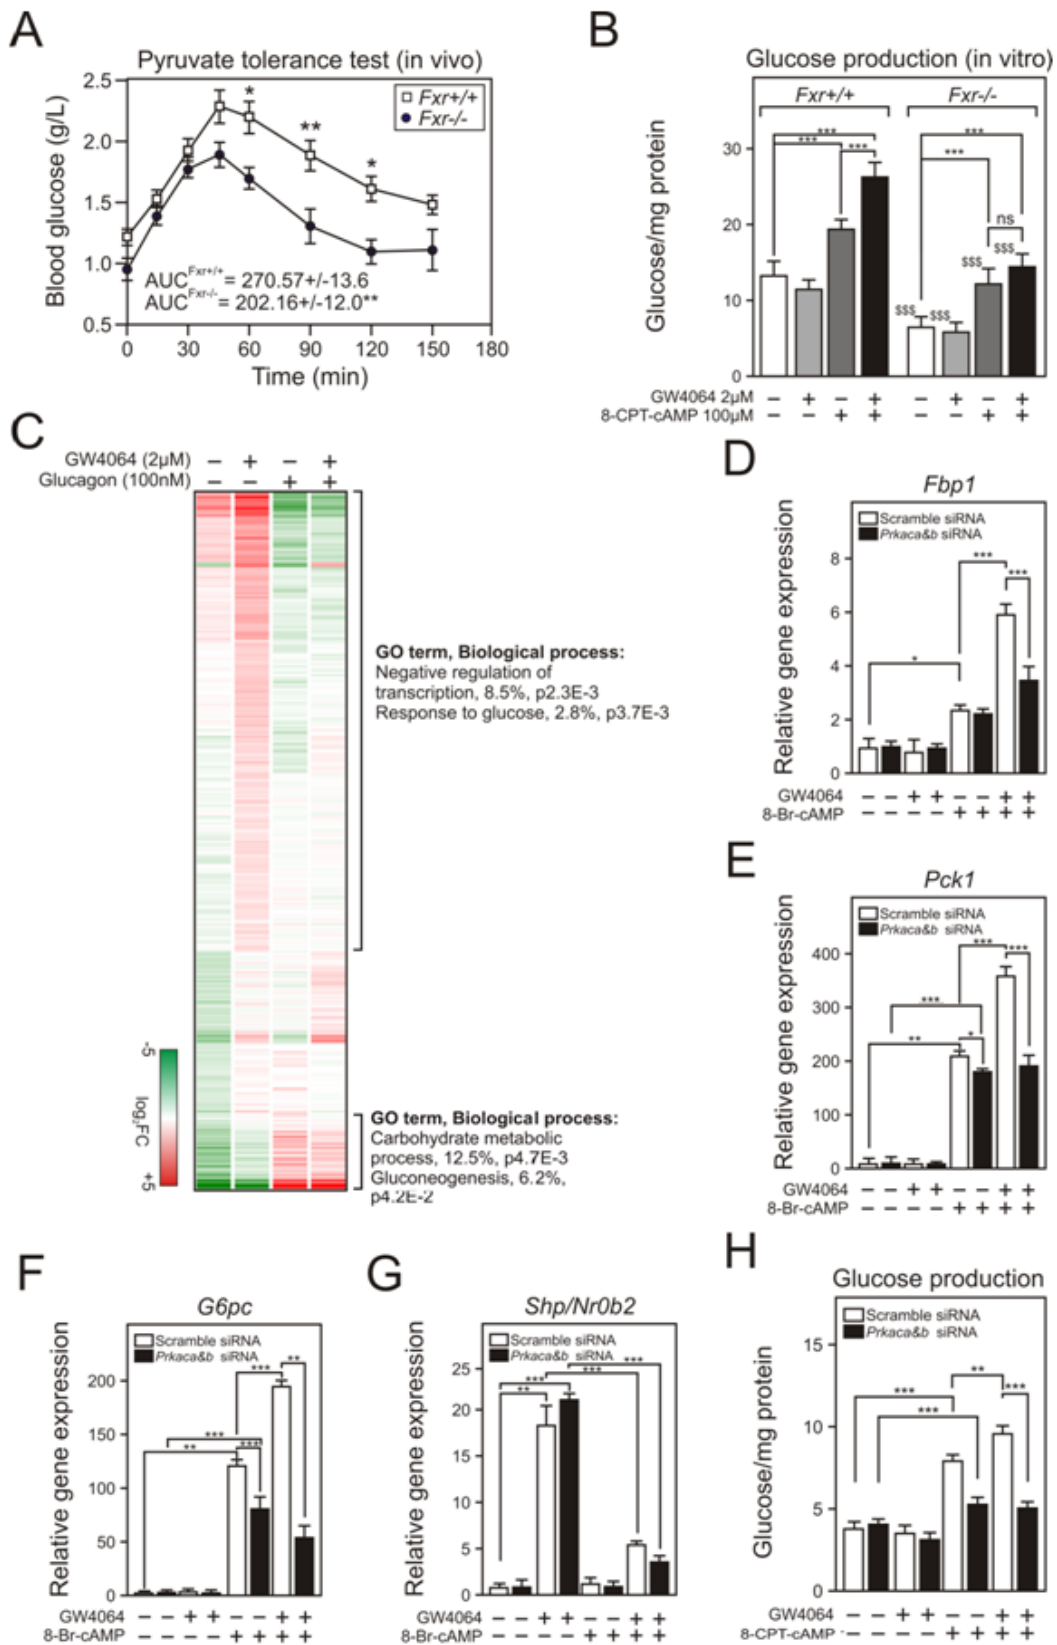 A
Pyruvate tolerance test (in vivo)
2.5
2.0
1.5
1.0
0.5
Blood glucose (g/L)
Fxr+/+
Fxr-/-
*
**
*
AUC^Fxr+/+ = 270.57+/-13.6
AUC^Fxr-/- = 202.16+/-12.0**
0 30 60 90 120 150 180
Time (min)
B
Glucose production (in vitro)
Fxr+/+ Fxr-/-
Glucose/mg protein
30
20
10
0
*** *** ***
*** *** ns
$$$ $$$ $$$ $$$
GW4064 2µM − + − + − + − +
8-CPT-cAMP 100µM − − + + − − + +
C
GW4064 (2µM) − + − +
Glucagon (100nM) − − + +
GO term, Biological process:
Negative regulation of
transcription, 8.5%, p2.3E-3
Response to glucose, 2.8%, p3.7E-3
-5
log₂FC
+5
GO term, Biological process:
Carbohydrate metabolic
process, 12.5%, p4.7E-3
Gluconeogenesis, 6.2%,
p4.2E-2
D
Fbp1
Scramble siRNA
Prkaca&b siRNA
Relative gene expression
8
6
4
2
0
* *** ***
GW4064 − − + + − − + +
8-Br-cAMP − − − − + + + +
E
Pck1
Scramble siRNA
Prkaca&b siRNA
Relative gene expression
400
300
200
100
0
** *** * *** ***
GW4064 − − + + − − + +
8-Br-cAMP − − − − + + + +
F
G6pc
Scramble siRNA
Prkaca&b siRNA
Relative gene expression
200
150
100
50
0
** *** *** *** **
GW4064 − − + + − − + +
8-Br-cAMP − − − − + + + +
G
Shp/Nr0b2
Scramble siRNA
Prkaca&b siRNA
Relative gene expression
25
20
15
10
5
0
** *** *** ***
GW4064 − − + + − − + +
8-Br-cAMP − − − − + + + +
H
Glucose production
Scramble siRNA
Prkaca&b siRNA
Glucose/mg protein
15
10
5
0
*** *** ** ***
GW4064 − − + + − − + +
8-CPT-cAMP − − − − + + + +